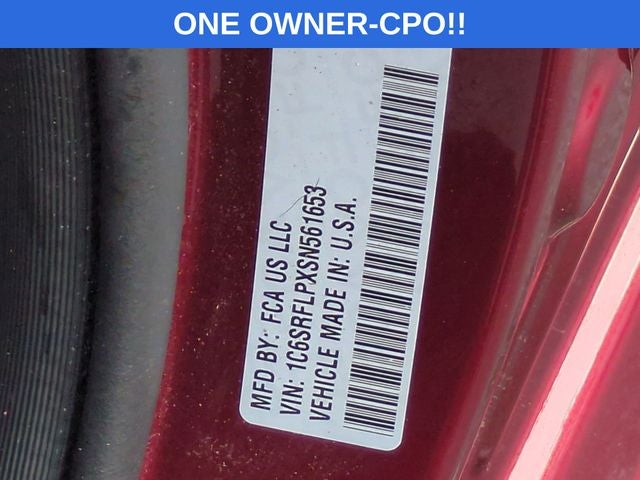 ONE OWNER-CPO!!
MFD BY: FCA US LLC
VIN: 1C6SRFLPXSN561653
VEHICLE MADE IN: U.S.A.